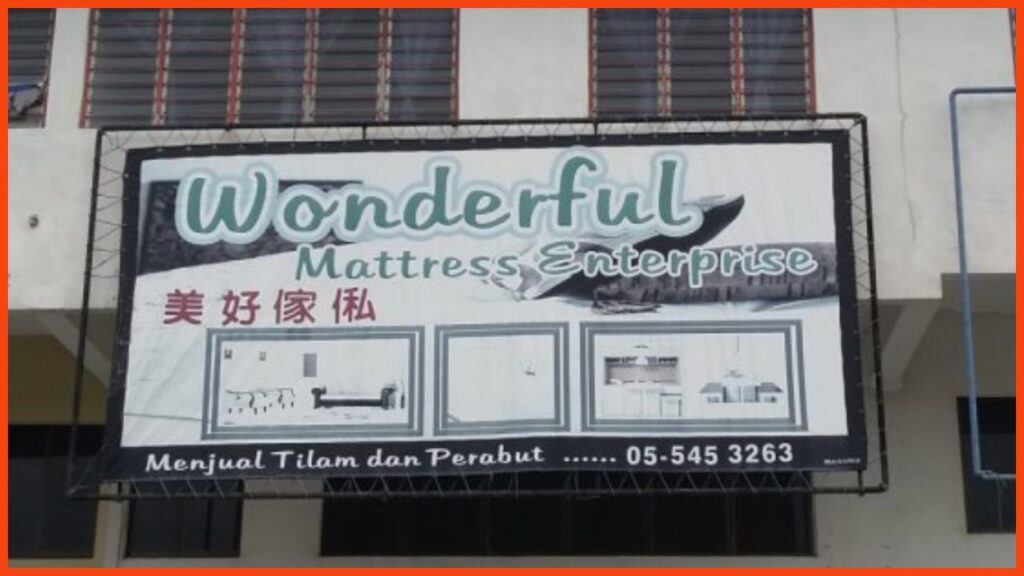 Wonderful
Mattress Enterprise
美好傢俬
Menjual Tilam dan Perabut ...... 05-545 3263